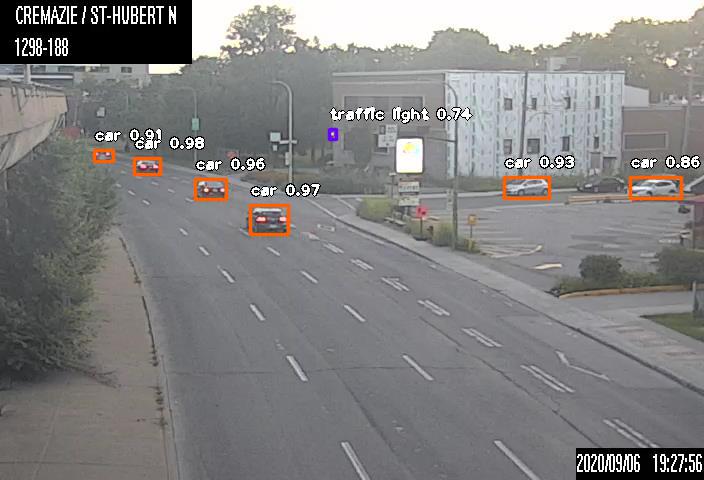 CREMAZIE / ST-HUBERT N
1298-188
traffic light 0.74
car 0.91
car 0.98
car 0.96
car 0.93
car 0.86
car 0.97
2020/09/06 19:27:56